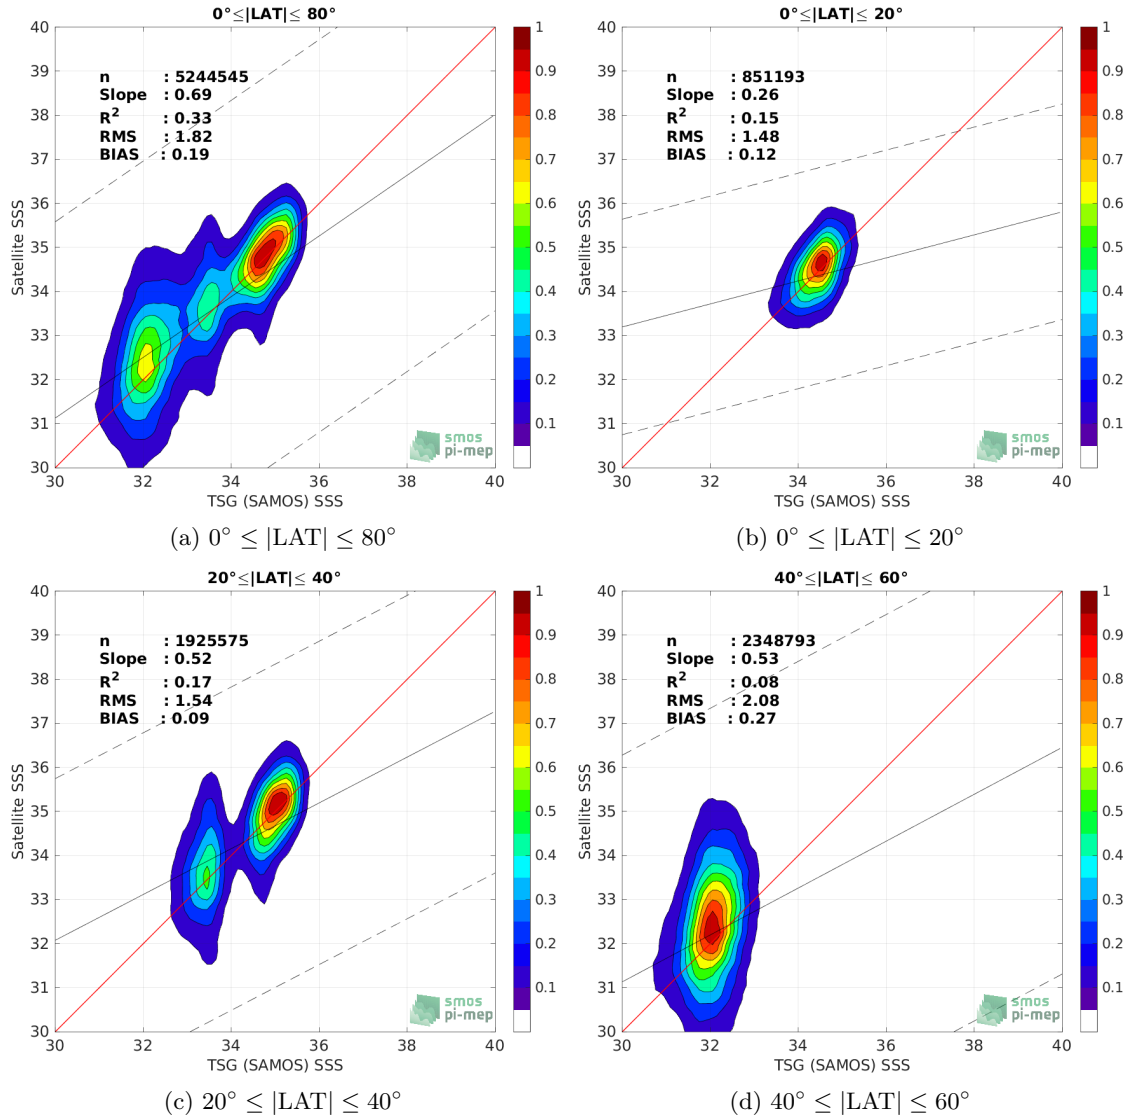 0°≤|LAT|≤ 80°
40
39
38
37
36
35
34
33
32
31
30
Satellite SSS
n : 5244545
Slope : 0.69
R² : 0.33
RMS : 1.82
BIAS : 0.19
smos
pi-mep
30 32 34 36 38 40
TSG (SAMOS) SSS
1
0.9
0.8
0.7
0.6
0.5
0.4
0.3
0.2
0.1
(a) 0° ≤ |LAT| ≤ 80°
0°≤|LAT|≤ 20°
40
39
38
37
36
35
34
33
32
31
30
Satellite SSS
n : 851193
Slope : 0.26
R² : 0.15
RMS : 1.48
BIAS : 0.12
smos
pi-mep
30 32 34 36 38 40
TSG (SAMOS) SSS
1
0.9
0.8
0.7
0.6
0.5
0.4
0.3
0.2
0.1
(b) 0° ≤ |LAT| ≤ 20°
20°≤|LAT|≤ 40°
40
39
38
37
36
35
34
33
32
31
30
Satellite SSS
n : 1925575
Slope : 0.52
R² : 0.17
RMS : 1.54
BIAS : 0.09
smos
pi-mep
30 32 34 36 38 40
TSG (SAMOS) SSS
1
0.9
0.8
0.7
0.6
0.5
0.4
0.3
0.2
0.1
(c) 20° ≤ |LAT| ≤ 40°
40°≤|LAT|≤ 60°
40
39
38
37
36
35
34
33
32
31
30
Satellite SSS
n : 2348793
Slope : 0.53
R² : 0.08
RMS : 2.08
BIAS : 0.27
smos
pi-mep
30 32 34 36 38 40
TSG (SAMOS) SSS
1
0.9
0.8
0.7
0.6
0.5
0.4
0.3
0.2
0.1
(d) 40° ≤ |LAT| ≤ 60°